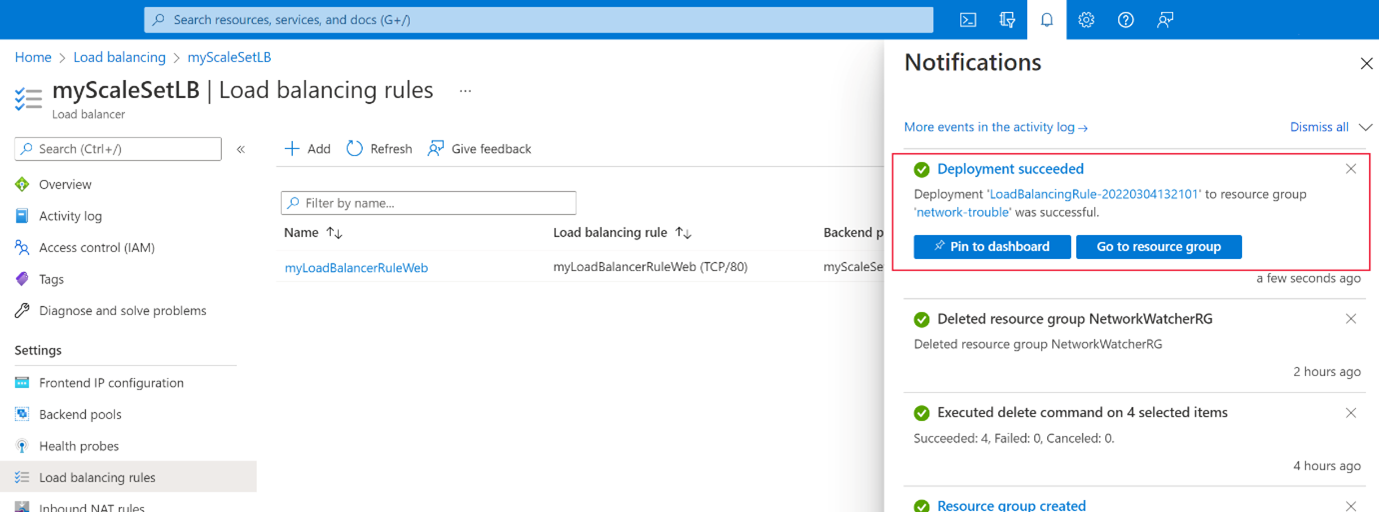 Search resources, services, and docs (G+/)
Home > Load balancing > myScaleSetLB
myScaleSetLB | Load balancing rules ...
Load balancer
Search (Ctrl+/) «
Overview
Activity log
Access control (IAM)
Tags
Diagnose and solve problems
Settings
Frontend IP configuration
Backend pools
Health probes
Load balancing rules
Inbound NAT rules
Add Refresh Give feedback
Filter by name...
Name ↑↓ Load balancing rule ↑↓ Backend p
myLoadBalancerRuleWeb myLoadBalancerRuleWeb (TCP/80) myScaleSe
Notifications
More events in the activity log → Dismiss all
Deployment succeeded
Deployment 'LoadBalancingRule-20220304132101' to resource group
'network-trouble' was successful.
Pin to dashboard Go to resource group
a few seconds ago
Deleted resource group NetworkWatcherRG
Deleted resource group NetworkWatcherRG
2 hours ago
Executed delete command on 4 selected items
Succeeded: 4, Failed: 0, Canceled: 0.
4 hours ago
Resource group created